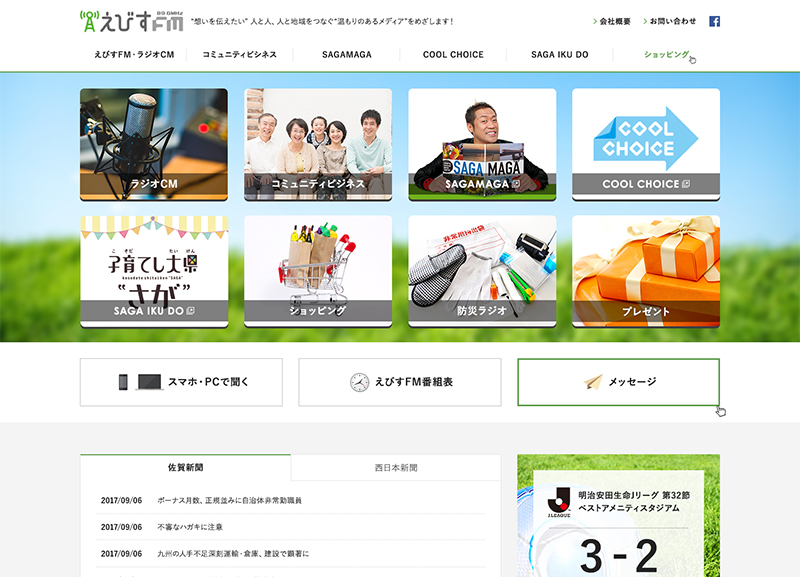 えびすFM
89.6MHz
"想いを伝えたい" 人と人、人と地域をつなぐ"温もりのあるメディア"をめざします！
会社概要
お問い合わせ
えびすFM・ラジオCM
コミュニティビシネス
SAGAMAGA
COOL CHOICE
SAGA IKU DO
ショッピング
ラジオCM
コミュニティビジネス
SAGA MAGA
SAGAMAGA
COOL CHOICE
COOL CHOICE
こそだ たいけん
子育てし大県
kosodate shitaiken "SAGA"
"さが"
SAGA IKU DO
ショッピング
非常用持出袋
防災ラジオ
プレゼント
スマホ・PCで聞く
えびすFM番組表
メッセージ
佐賀新聞
西日本新聞
2017/09/06 ボーナス月数、正規並みに自治体非常勤職員
2017/09/06 不審なハガキに注意
2017/09/06 九州の人手不足深刻運輸・倉庫、建設で顕著に
J.LEAGUE
明治安田生命Jリーグ 第32節
ベストアメニティスタジアム
3 - 2